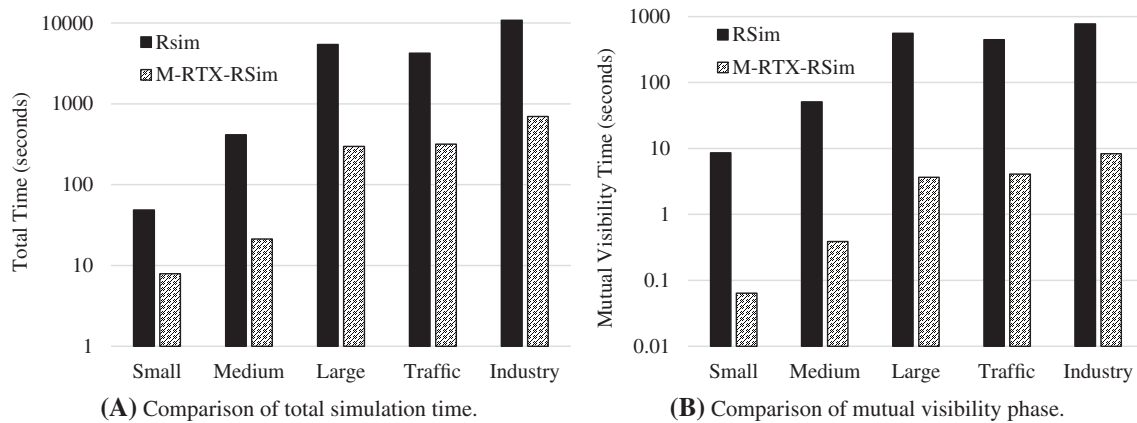 10000
1000
100
10
1
Total Time (seconds)
Rsim
M-RTX-RSim
Small Medium Large Traffic Industry
(A) Comparison of total simulation time.
1000
100
10
1
0.1
0.01
Mutual Visibility Time (seconds)
RSim
M-RTX-RSim
Small Medium Large Traffic Industry
(B) Comparison of mutual visibility phase.